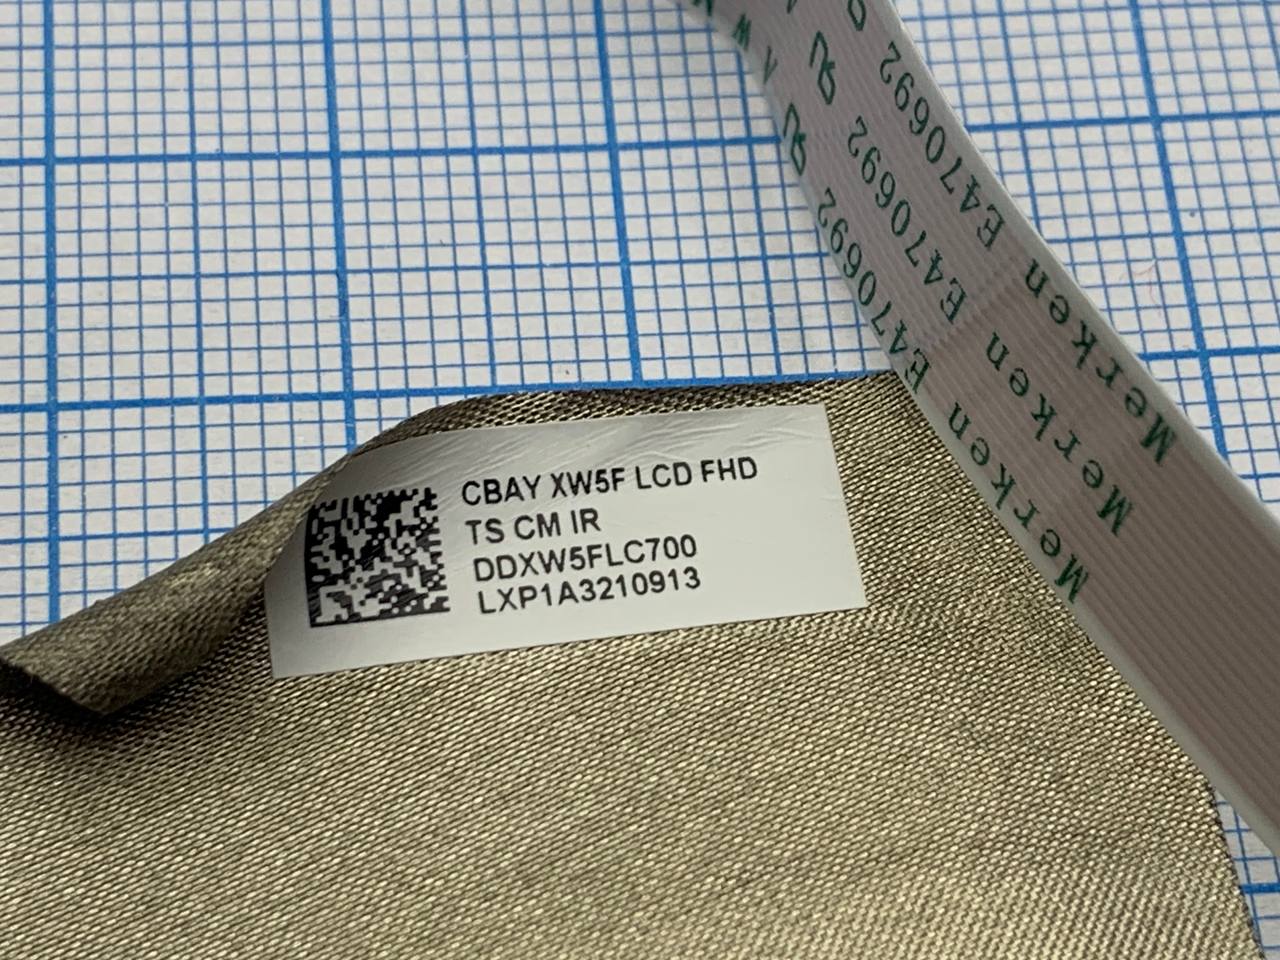 CBAY XW5F LCD FHD
TS CM IR
DDXW5FLC700
LXP1A3210913
Merken E470692
Merken E470692
Merken E470692